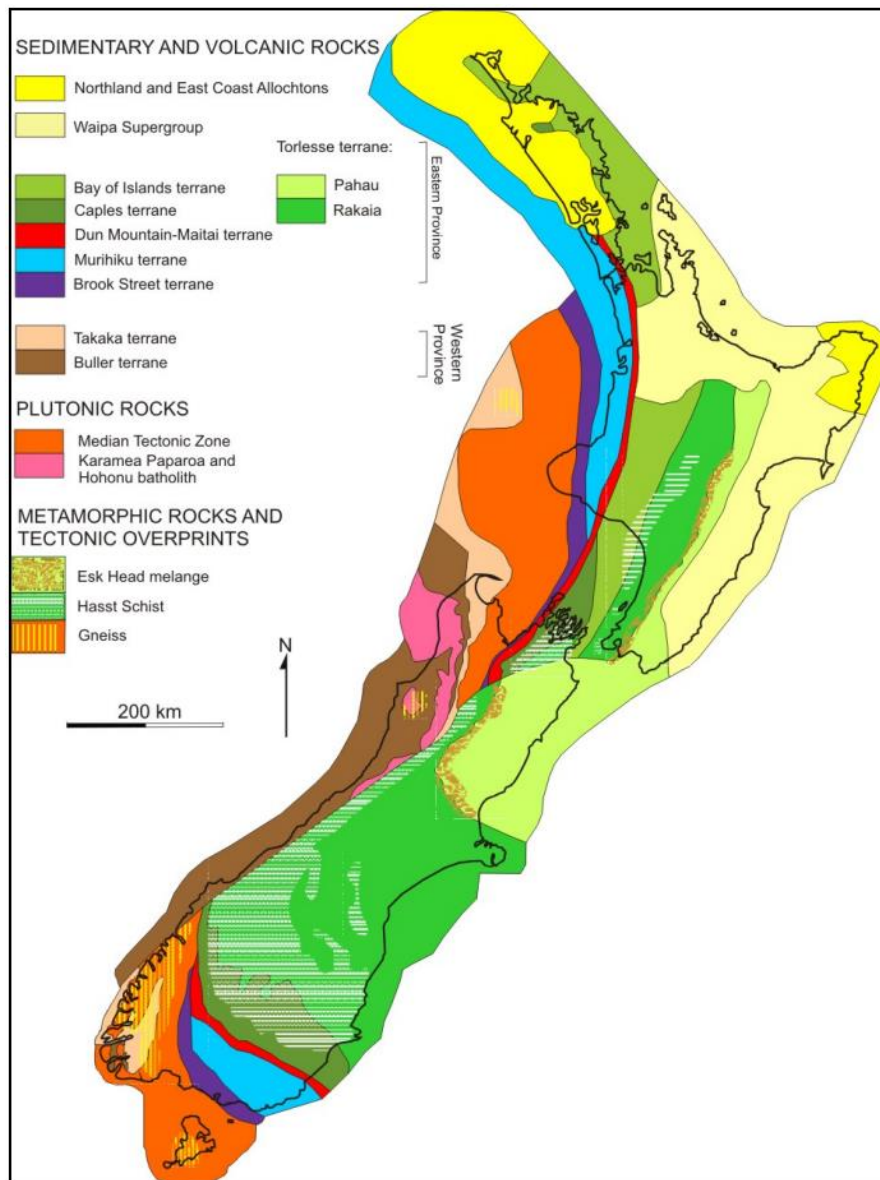 SEDIMENTARY AND VOLCANIC ROCKS
Northland and East Coast Allochtons
Waipa Supergroup
Torlesse terrane:
Bay of Islands terrane
Caples terrane
Dun Mountain-Maitai terrane
Murihiku terrane
Brook Street terrane
Pahau
Rakaia
Eastern Province
Takaka terrane
Buller terrane
Western
Province
PLUTONIC ROCKS
Median Tectonic Zone
Karamea Paparoa and
Hohonu batholith
METAMORPHIC ROCKS AND
TECTONIC OVERPRINTS
Esk Head melange
Hasst Schist
Gneiss
N
200 km